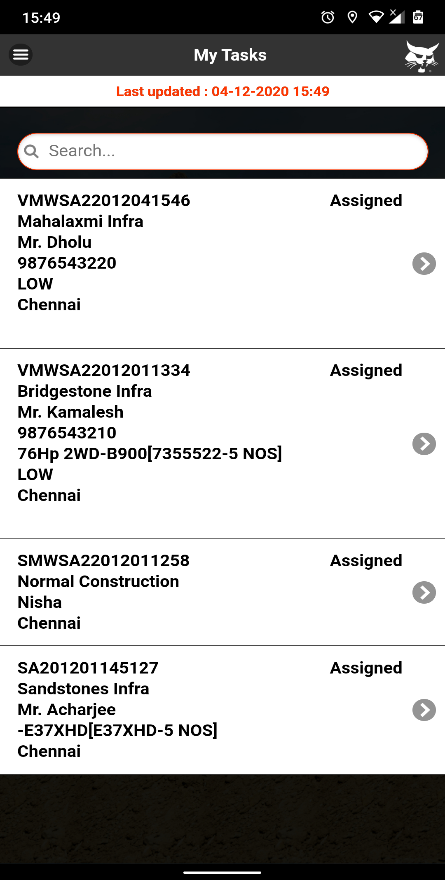 15:49
67
My Tasks
Last updated : 04-12-2020 15:49
Search...
VMWSA22012041546 Assigned
Mahalaxmi Infra
Mr. Dholu
9876543220
LOW
Chennai
VMWSA22012011334 Assigned
Bridgestone Infra
Mr. Kamalesh
9876543210
76Hp 2WD-B900[7355522-5 NOS]
LOW
Chennai
SMWSA22012011258 Assigned
Normal Construction
Nisha
Chennai
SA201201145127 Assigned
Sandstones Infra
Mr. Acharjee
-E37XHD[E37XHD-5 NOS]
Chennai